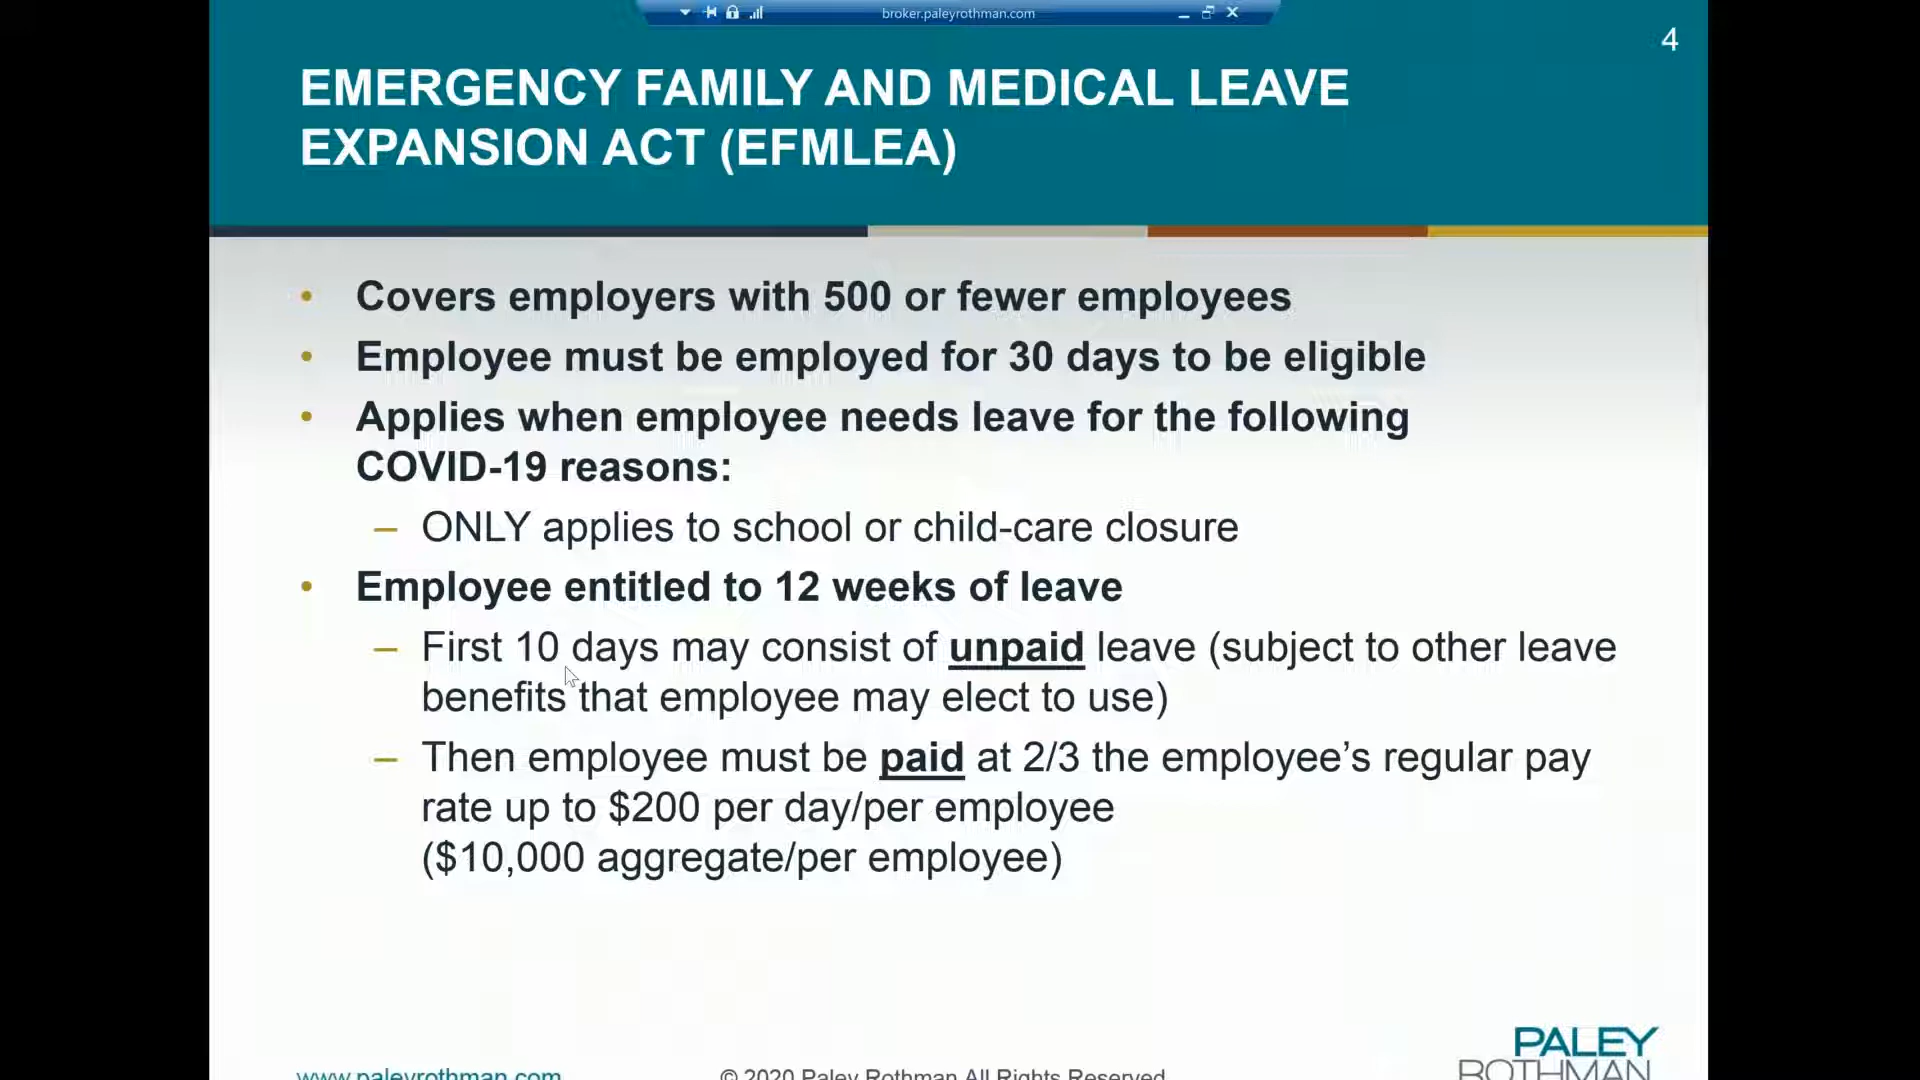 broker.paleyrothman.com
4
EMERGENCY FAMILY AND MEDICAL LEAVE
EXPANSION ACT (EFMLEA)
• Covers employers with 500 or fewer employees
• Employee must be employed for 30 days to be eligible
• Applies when employee needs leave for the following
COVID-19 reasons:
– ONLY applies to school or child-care closure
• Employee entitled to 12 weeks of leave
– First 10 days may consist of unpaid leave (subject to other leave
benefits that employee may elect to use)
– Then employee must be paid at 2/3 the employee’s regular pay
rate up to $200 per day/per employee
($10,000 aggregate/per employee)
PALEY
ROTHMAN
www.paleyrothman.com
© 2020 Paley Rothman All Rights Reserved